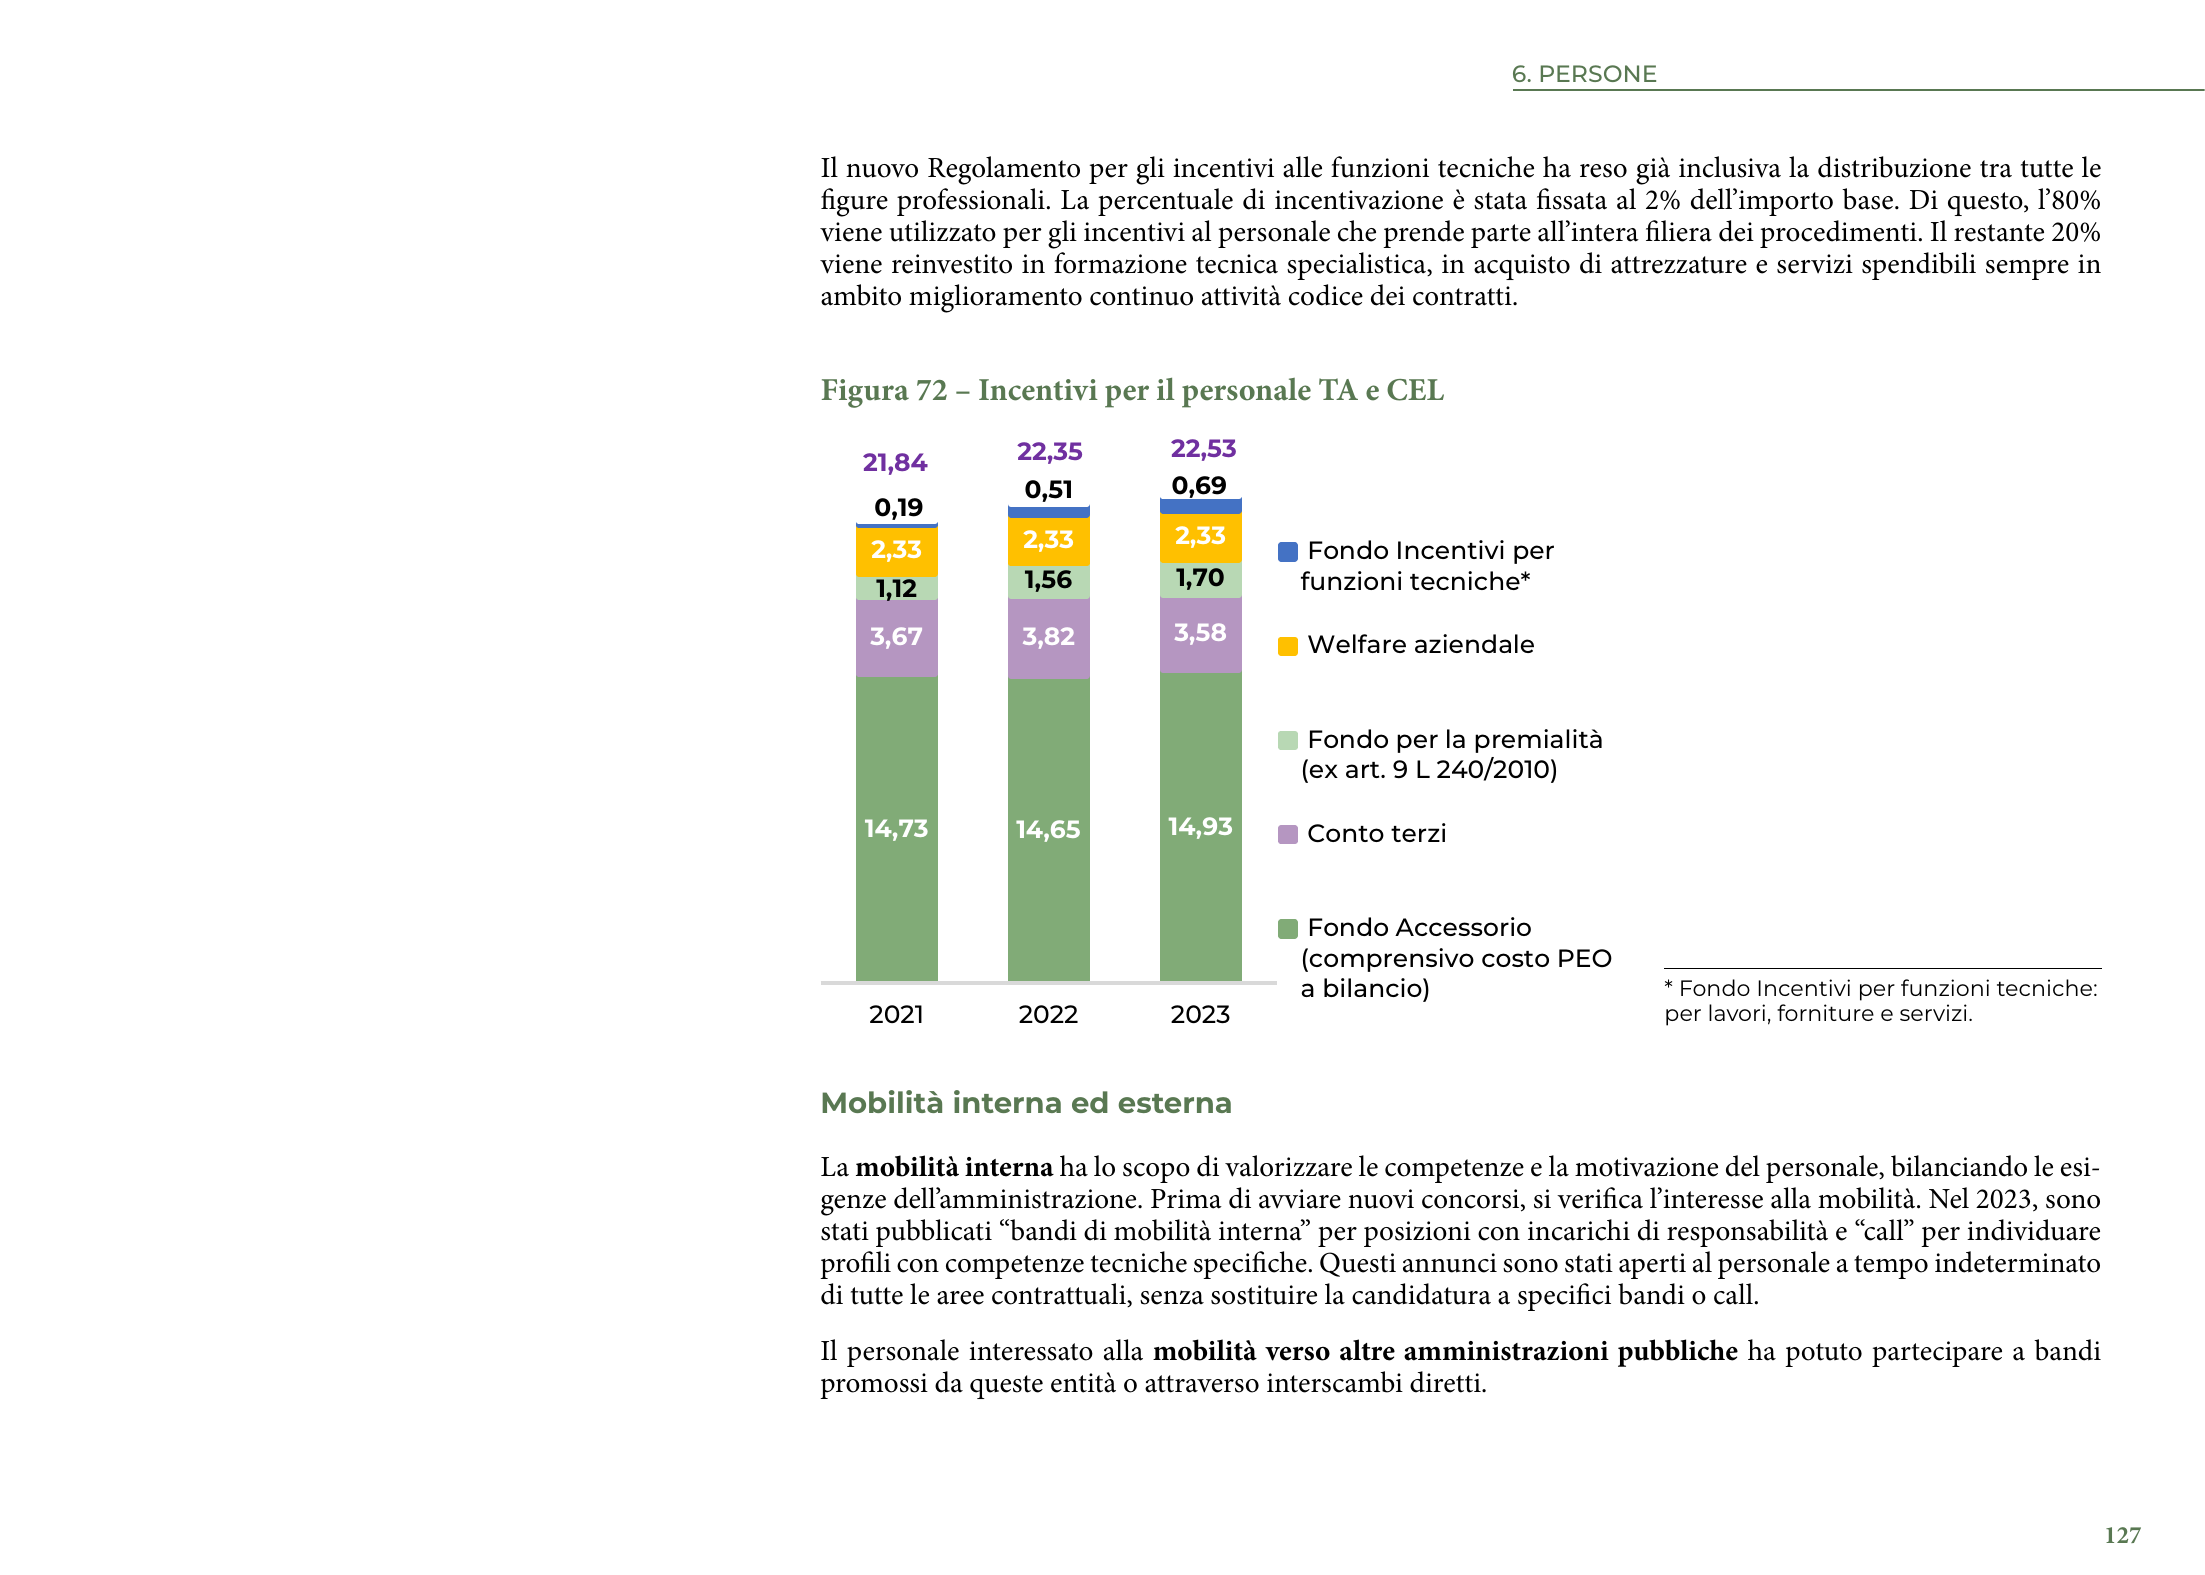 6. PERSONE
Il nuovo Regolamento per gli incentivi alle funzioni tecniche ha reso già inclusiva la distribuzione tra tutte le
figure professionali. La percentuale di incentivazione è stata fissata al 2% dell’importo base. Di questo, l’80%
viene utilizzato per gli incentivi al personale che prende parte all’intera filiera dei procedimenti. Il restante 20%
viene reinvestito in formazione tecnica specialistica, in acquisto di attrezzature e servizi spendibili sempre in
ambito miglioramento continuo attività codice dei contratti.
Figura 72 – Incentivi per il personale TA e CEL
21,84
22,35
22,53
0,19
0,51
0,69
2,33
2,33
2,33
1,12
1,56
1,70
3,67
3,82
3,58
14,73
14,65
14,93
2021
2022
2023
Fondo Incentivi per
funzioni tecniche*
Welfare aziendale
Fondo per la premialità
(ex art. 9 L 240/2010)
Conto terzi
Fondo Accessorio
(comprensivo costo PEO
a bilancio)
* Fondo Incentivi per funzioni tecniche:
per lavori, forniture e servizi.
Mobilità interna ed esterna
La mobilità interna ha lo scopo di valorizzare le competenze e la motivazione del personale, bilanciando le esi-
genze dell’amministrazione. Prima di avviare nuovi concorsi, si verifica l’interesse alla mobilità. Nel 2023, sono
stati pubblicati “bandi di mobilità interna” per posizioni con incarichi di responsabilità e “call” per individuare
profili con competenze tecniche specifiche. Questi annunci sono stati aperti al personale a tempo indeterminato
di tutte le aree contrattuali, senza sostituire la candidatura a specifici bandi o call.
Il personale interessato alla mobilità verso altre amministrazioni pubbliche ha potuto partecipare a bandi
promossi da queste entità o attraverso interscambi diretti.
127